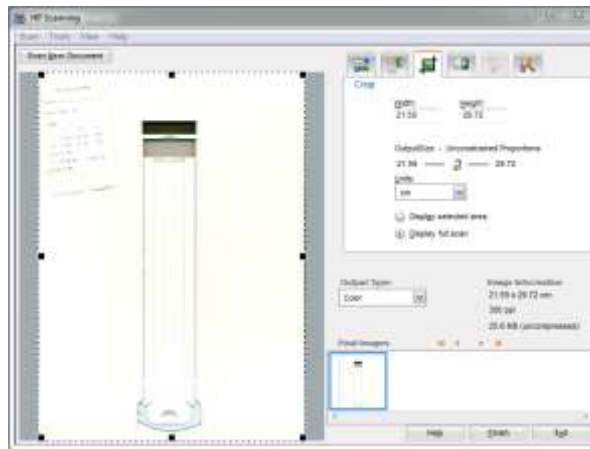 HP Scanning
Scan Tools View Help
Scan New Document
Crop
Width: Height:
21.59 29.72
Output Size - Unconstrained Proportions
21.59 29.72
Units:
cm
Display selected area
Display full scan
Output Type:
Color
Image Information
21.59 x 29.72 cm
300 ppi
(uncompressed)
Final Images
Help Finish Exit